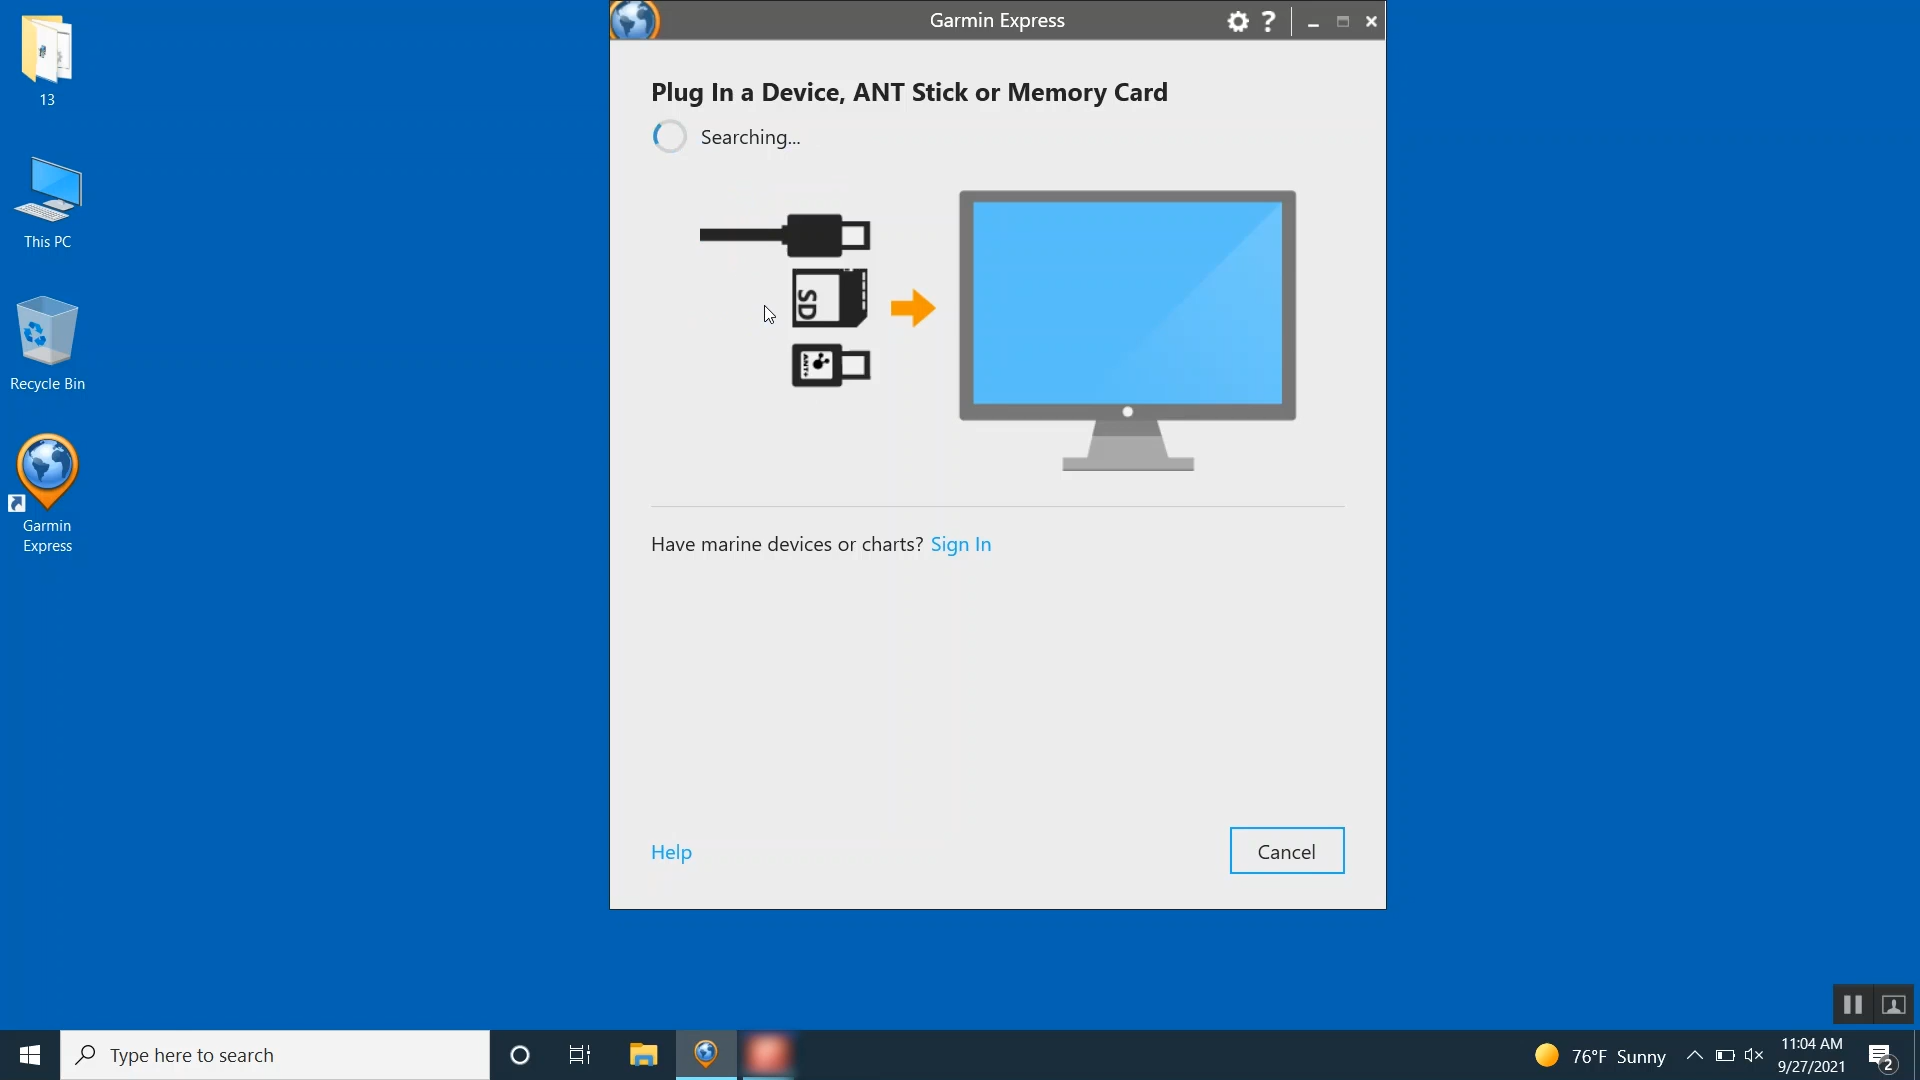 13
This PC
Recycle Bin
Garmin
Express
Garmin Express
?
Plug In a Device, ANT Stick or Memory Card
Searching...
SD
ANT+
Have marine devices or charts? Sign In
Help
Cancel
Type here to search
76°F Sunny
11:04 AM
9/27/2021
2